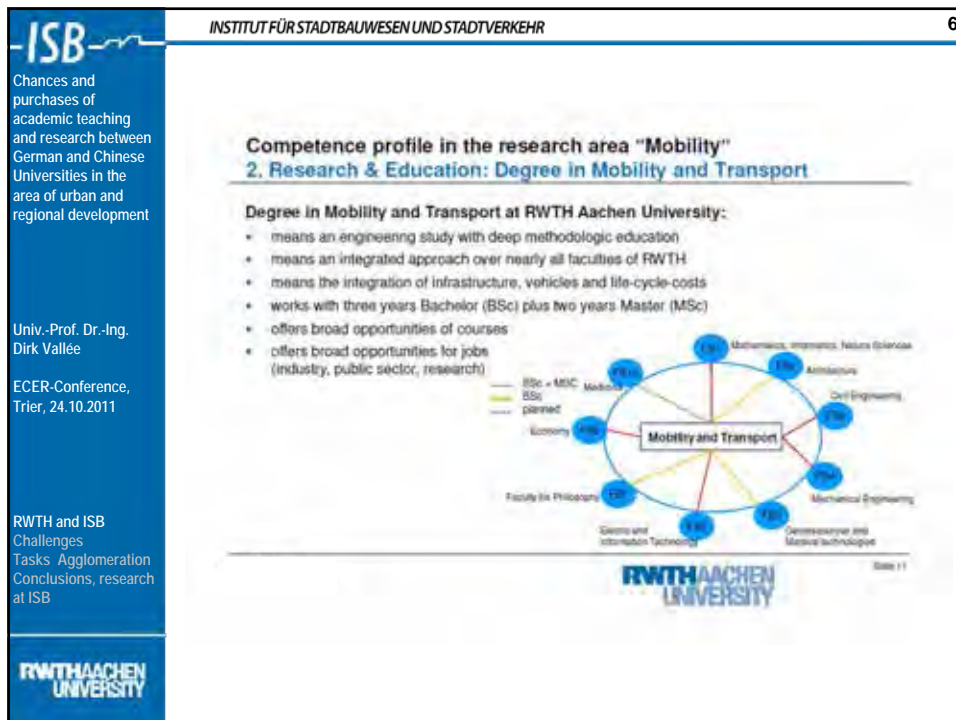 INSTITUT FÜR STADTBAUWESEN UND STADTVERKEHR
6
ISB
Chances and
purchases of
academic teaching
and research between
German and Chinese
Universities in the
area of urban and
regional development
Univ.-Prof. Dr.-Ing.
Dirk Vallée
ECER-Conference,
Trier, 24.10.2011
RWTH and ISB
Challenges
Tasks Agglomeration
Conclusions, research
at ISB
RWTHAACHEN
UNIVERSITY
Competence profile in the research area "Mobility"
2. Research & Education: Degree in Mobility and Transport
Degree in Mobility and Transport at RWTH Aachen University:
• means an engineering study with deep methodologic education
• means an integrated approach over nearly all faculties of RWTH
• means the integration of infrastructure, vehicles and life-cycle-costs
• works with three years Bachelor (BSc) plus two years Master (MSc)
• offers broad opportunities of courses
• offers broad opportunities for jobs
(industry, public sector, research)
BSc + MSC
BSc
planned
Mathematics, Informatics, Natural Sciences
Architecture
Civil Engineering
Mechanical Engineering
Material technologies
Electro and
Information Technology
Faculty for Philosophy
Economy
Medicine
Mobility and Transport
RWTHAACHEN
UNIVERSITY